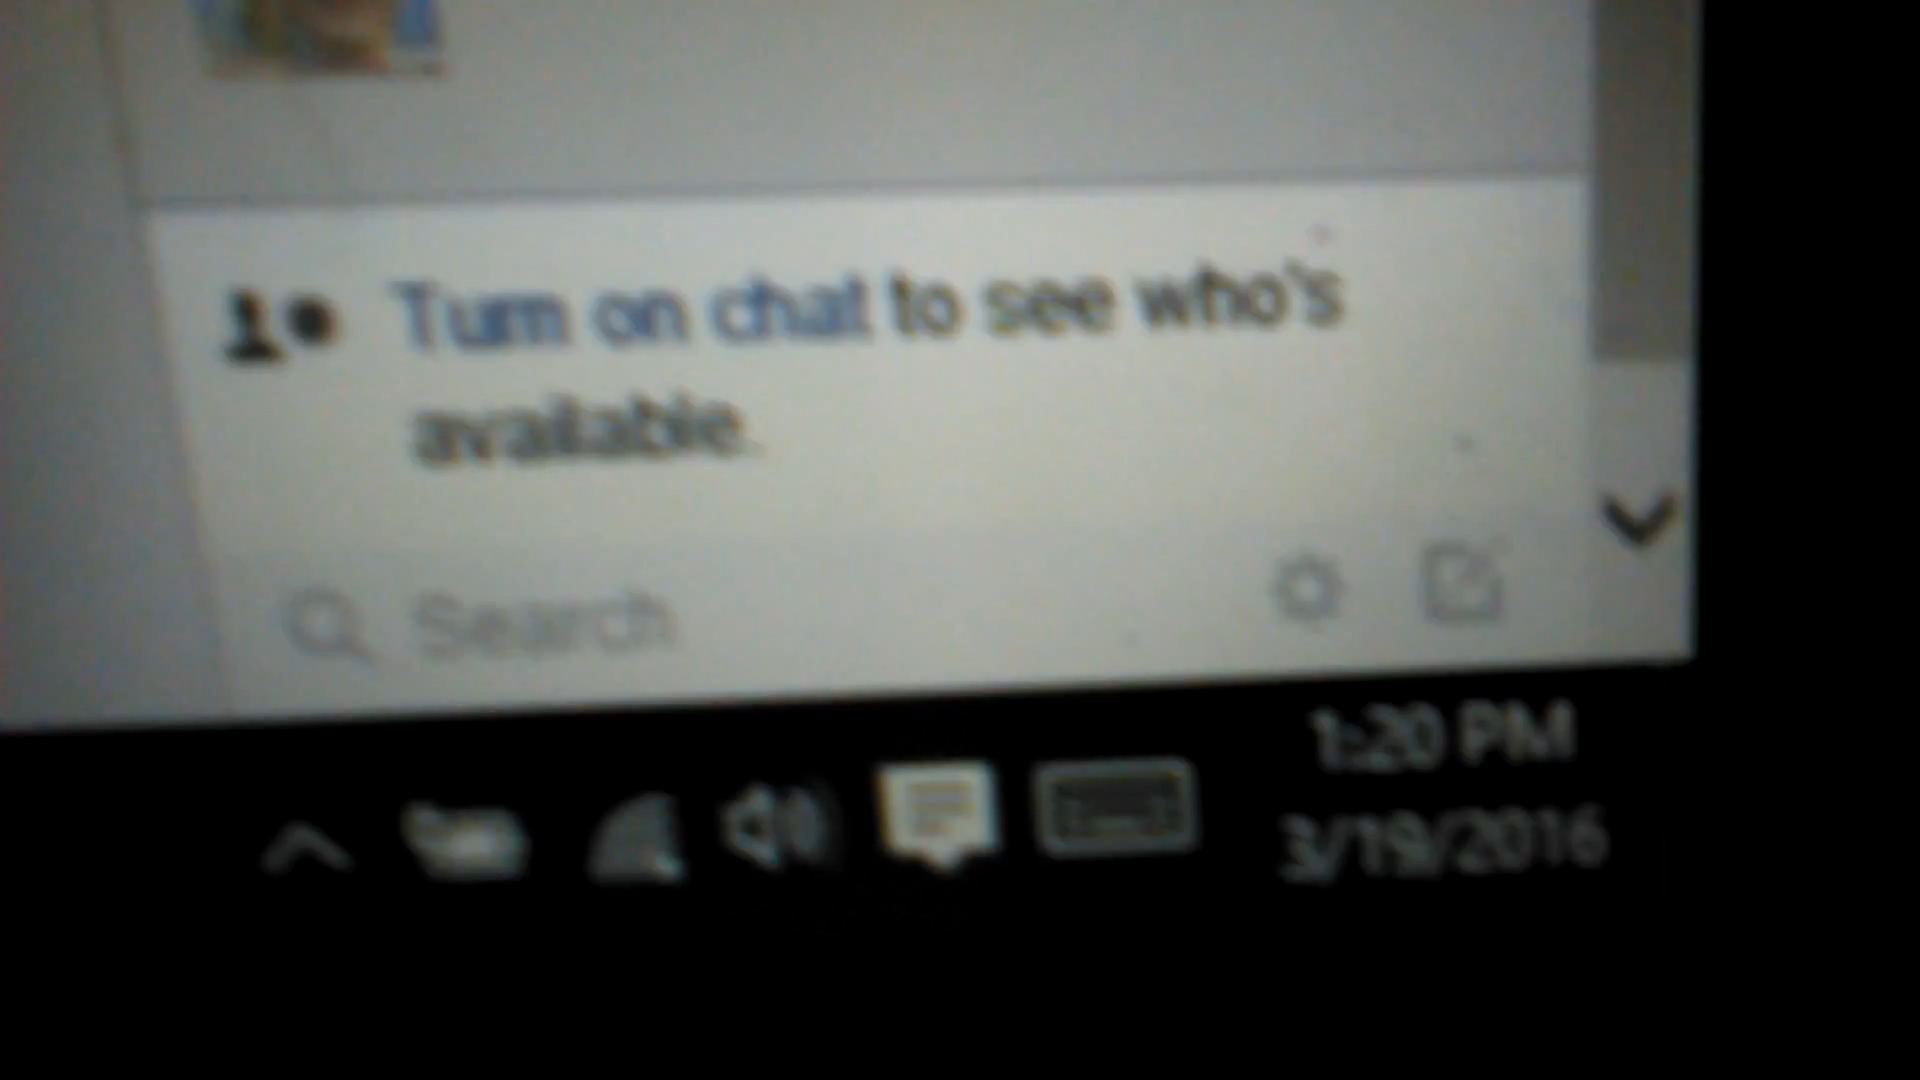 Turn on chat to see who's
available.
Search
1:20 PM
3/19/2016